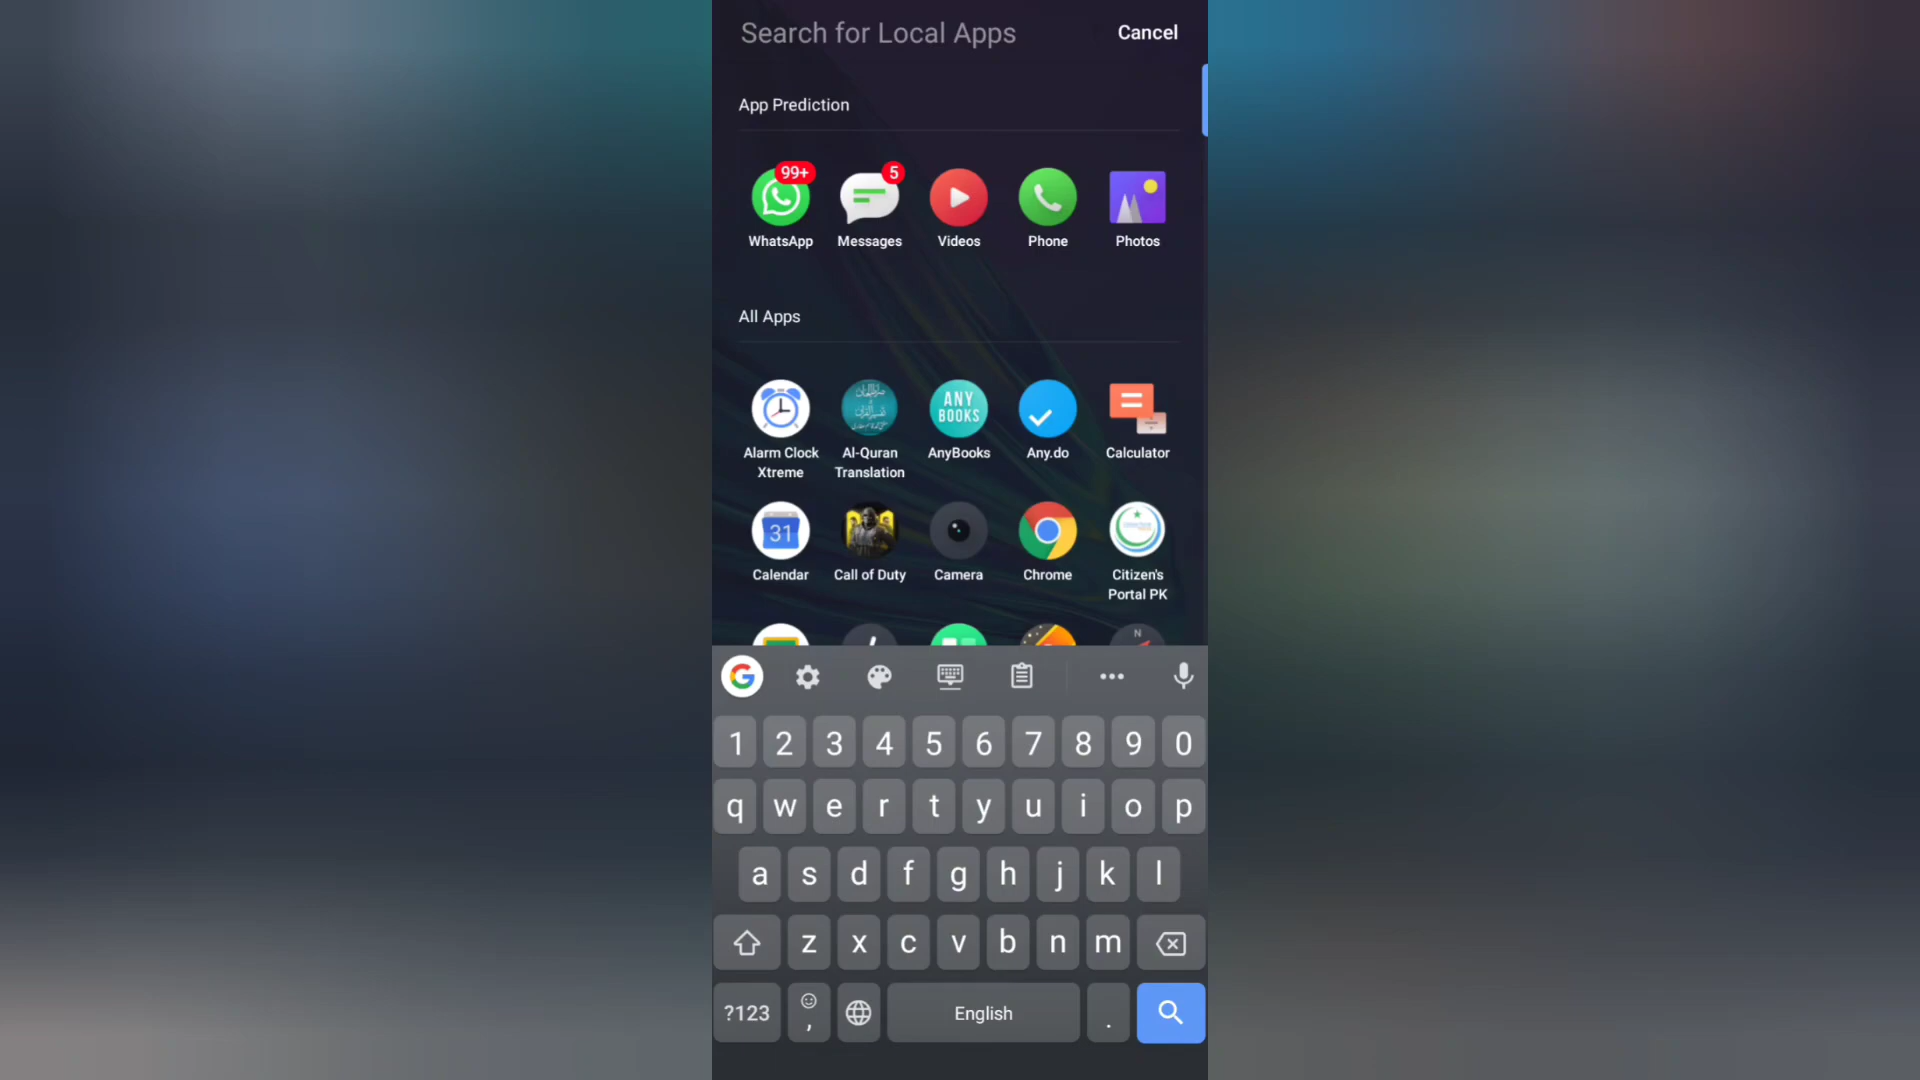 Search for Local Apps Cancel
App Prediction
99+ 5
WhatsApp Messages Videos Phone Photos
All Apps
ANY
BOOKS
Alarm Clock Al-Quran AnyBooks Any.do Calculator
Xtreme Translation
31
Calendar Call of Duty Camera Chrome Citizen's
Portal PK
N
G
1 2 3 4 5 6 7 8 9 0
q w e r t y u i o p
a s d f g h j k l
z x c v b n m
?123 , English .